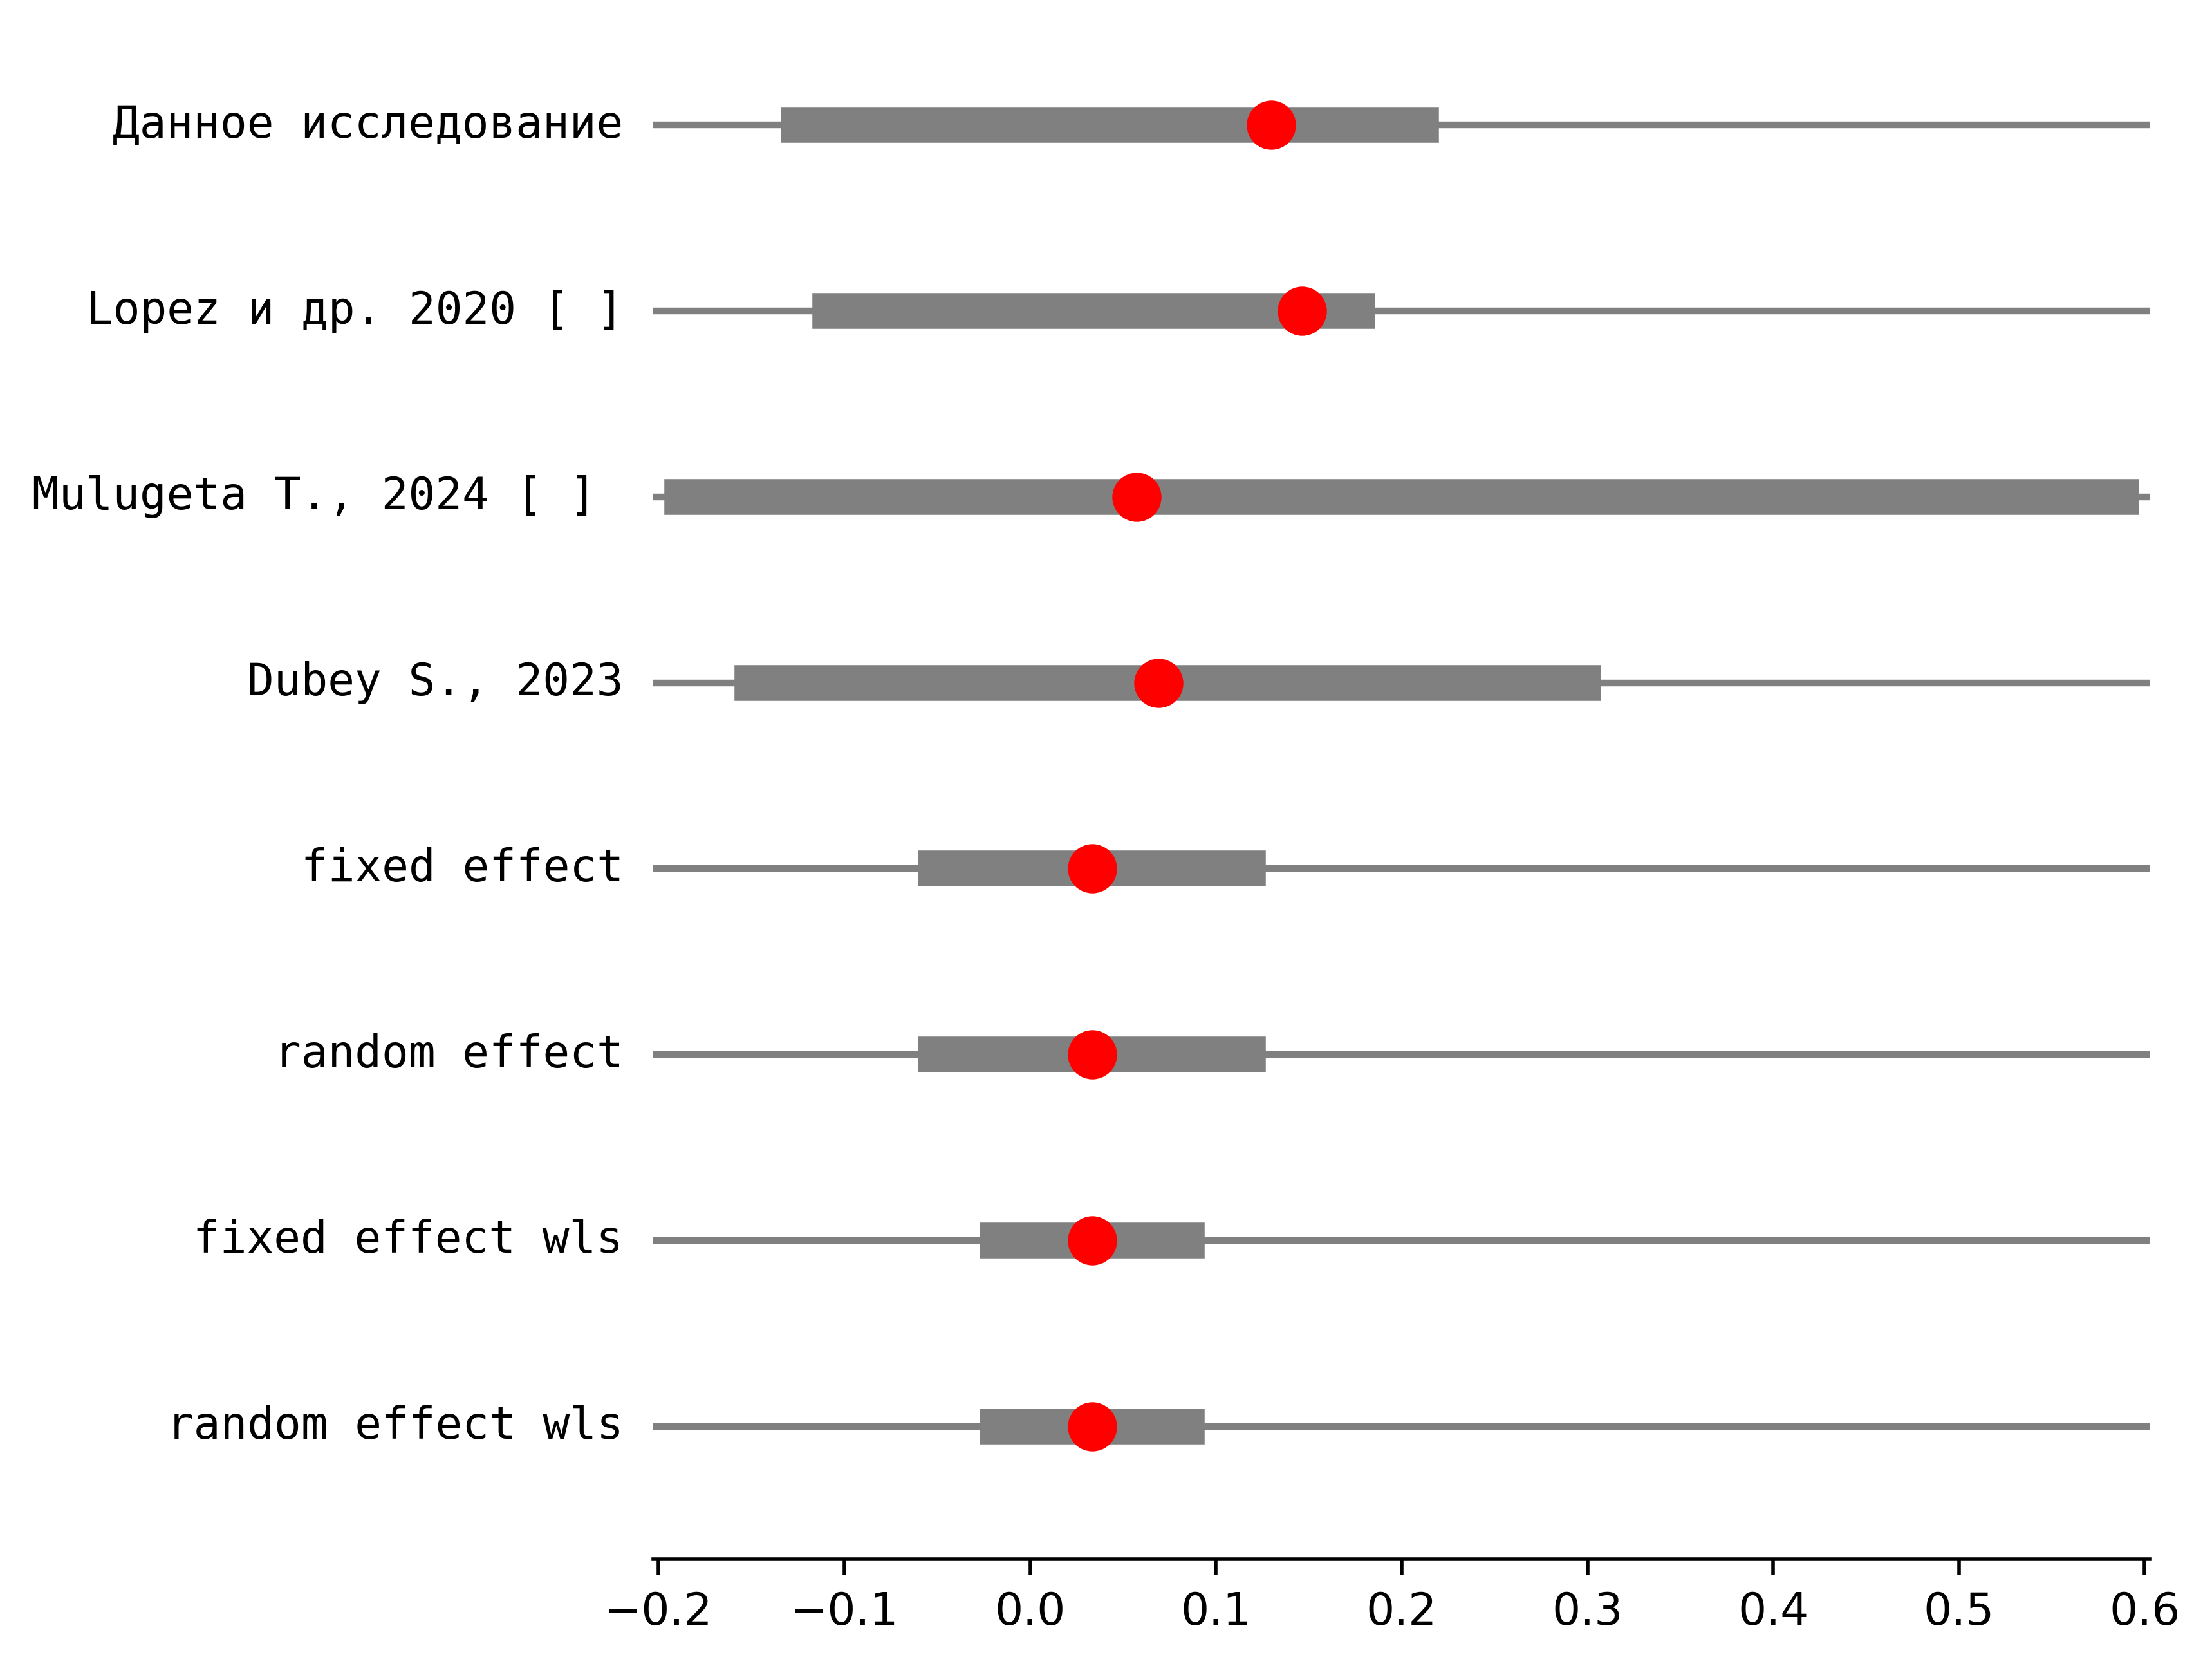 Данное исследование
Lopez и др. 2020 [ ]
Mulugeta T., 2024 [ ]
Dubey S., 2023
fixed effect
random effect
fixed effect wls
random effect wls
−0.2 −0.1 0.0 0.1 0.2 0.3 0.4 0.5 0.6